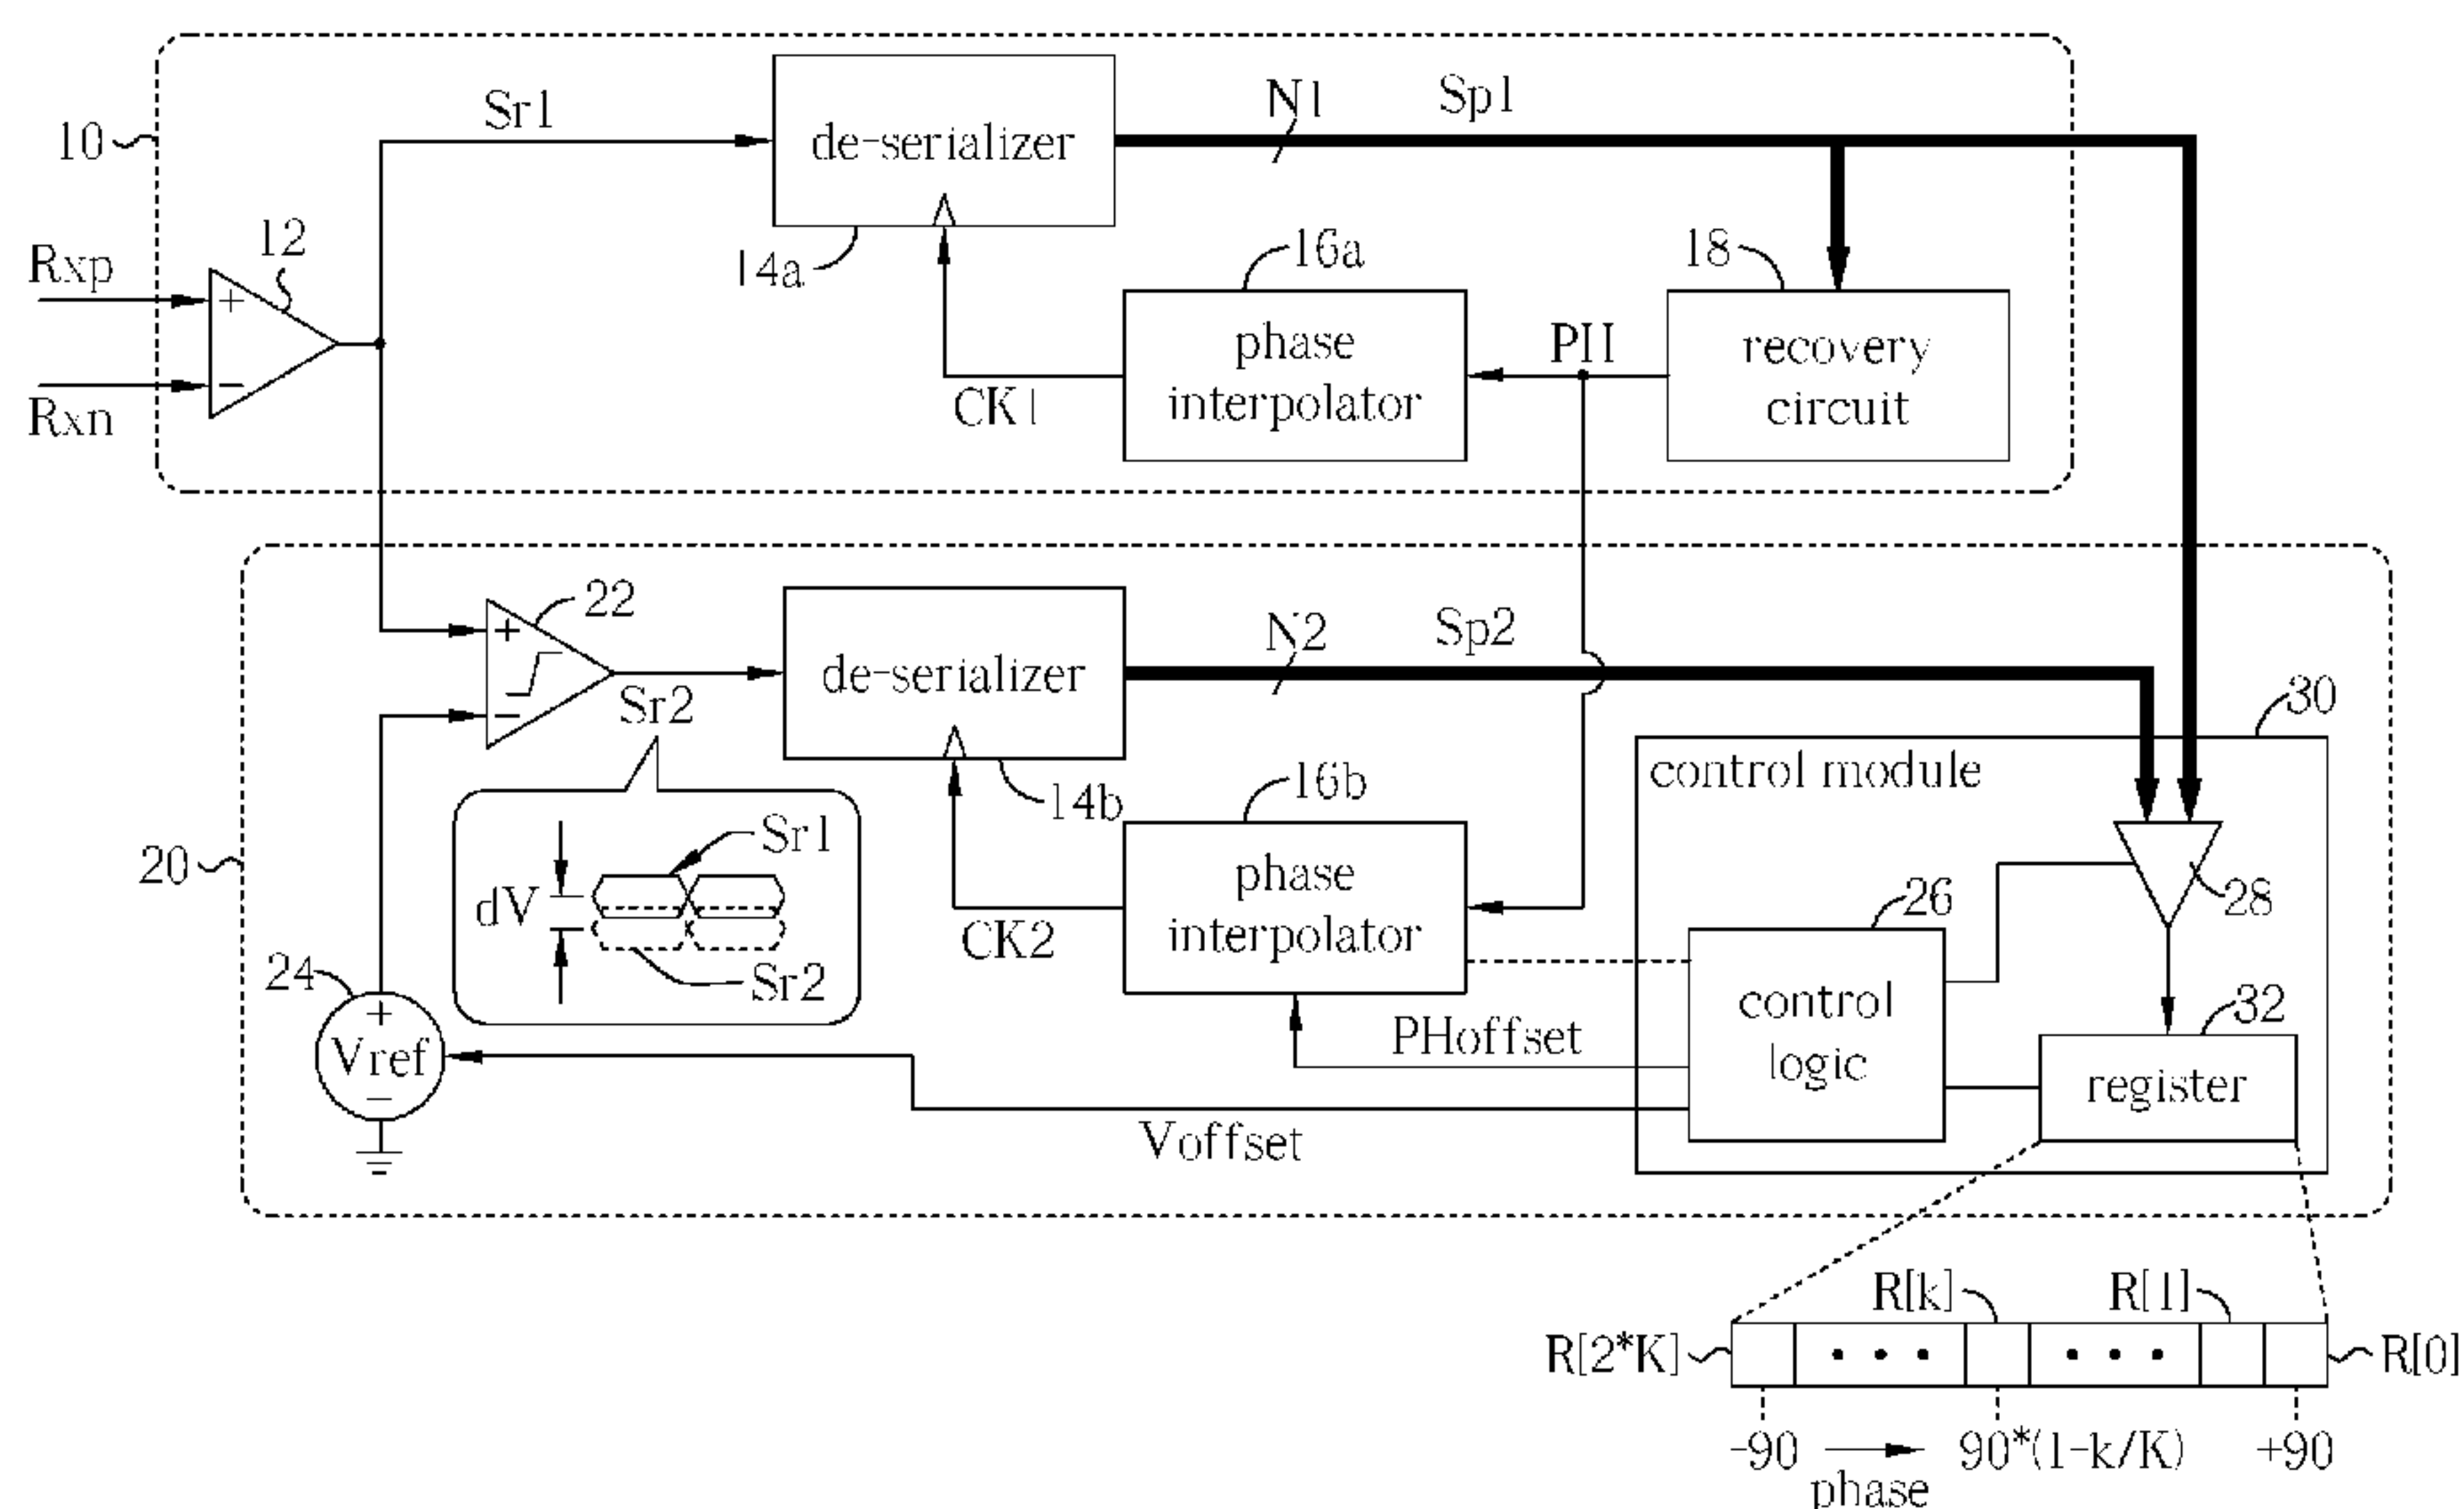 Sr1
N1
Sp1
10
de-serializer
12
Rxp
14a
16a
18
+
phase
interpolator
PH
recovery
circuit
−
Rxn
CK1
22
+
N2
Sp2
de-serializer
−
Sr2
30
control module
14b
16b
Sr1
20
dV
phase
interpolator
26
28
CK2
24
Sr2
+
Vref
−
control
logic
32
PHoffset
register
Voffset
R[k]
R[1]
R[2*K]
R[0]
-90
90*(1-k/K)
+90
phase